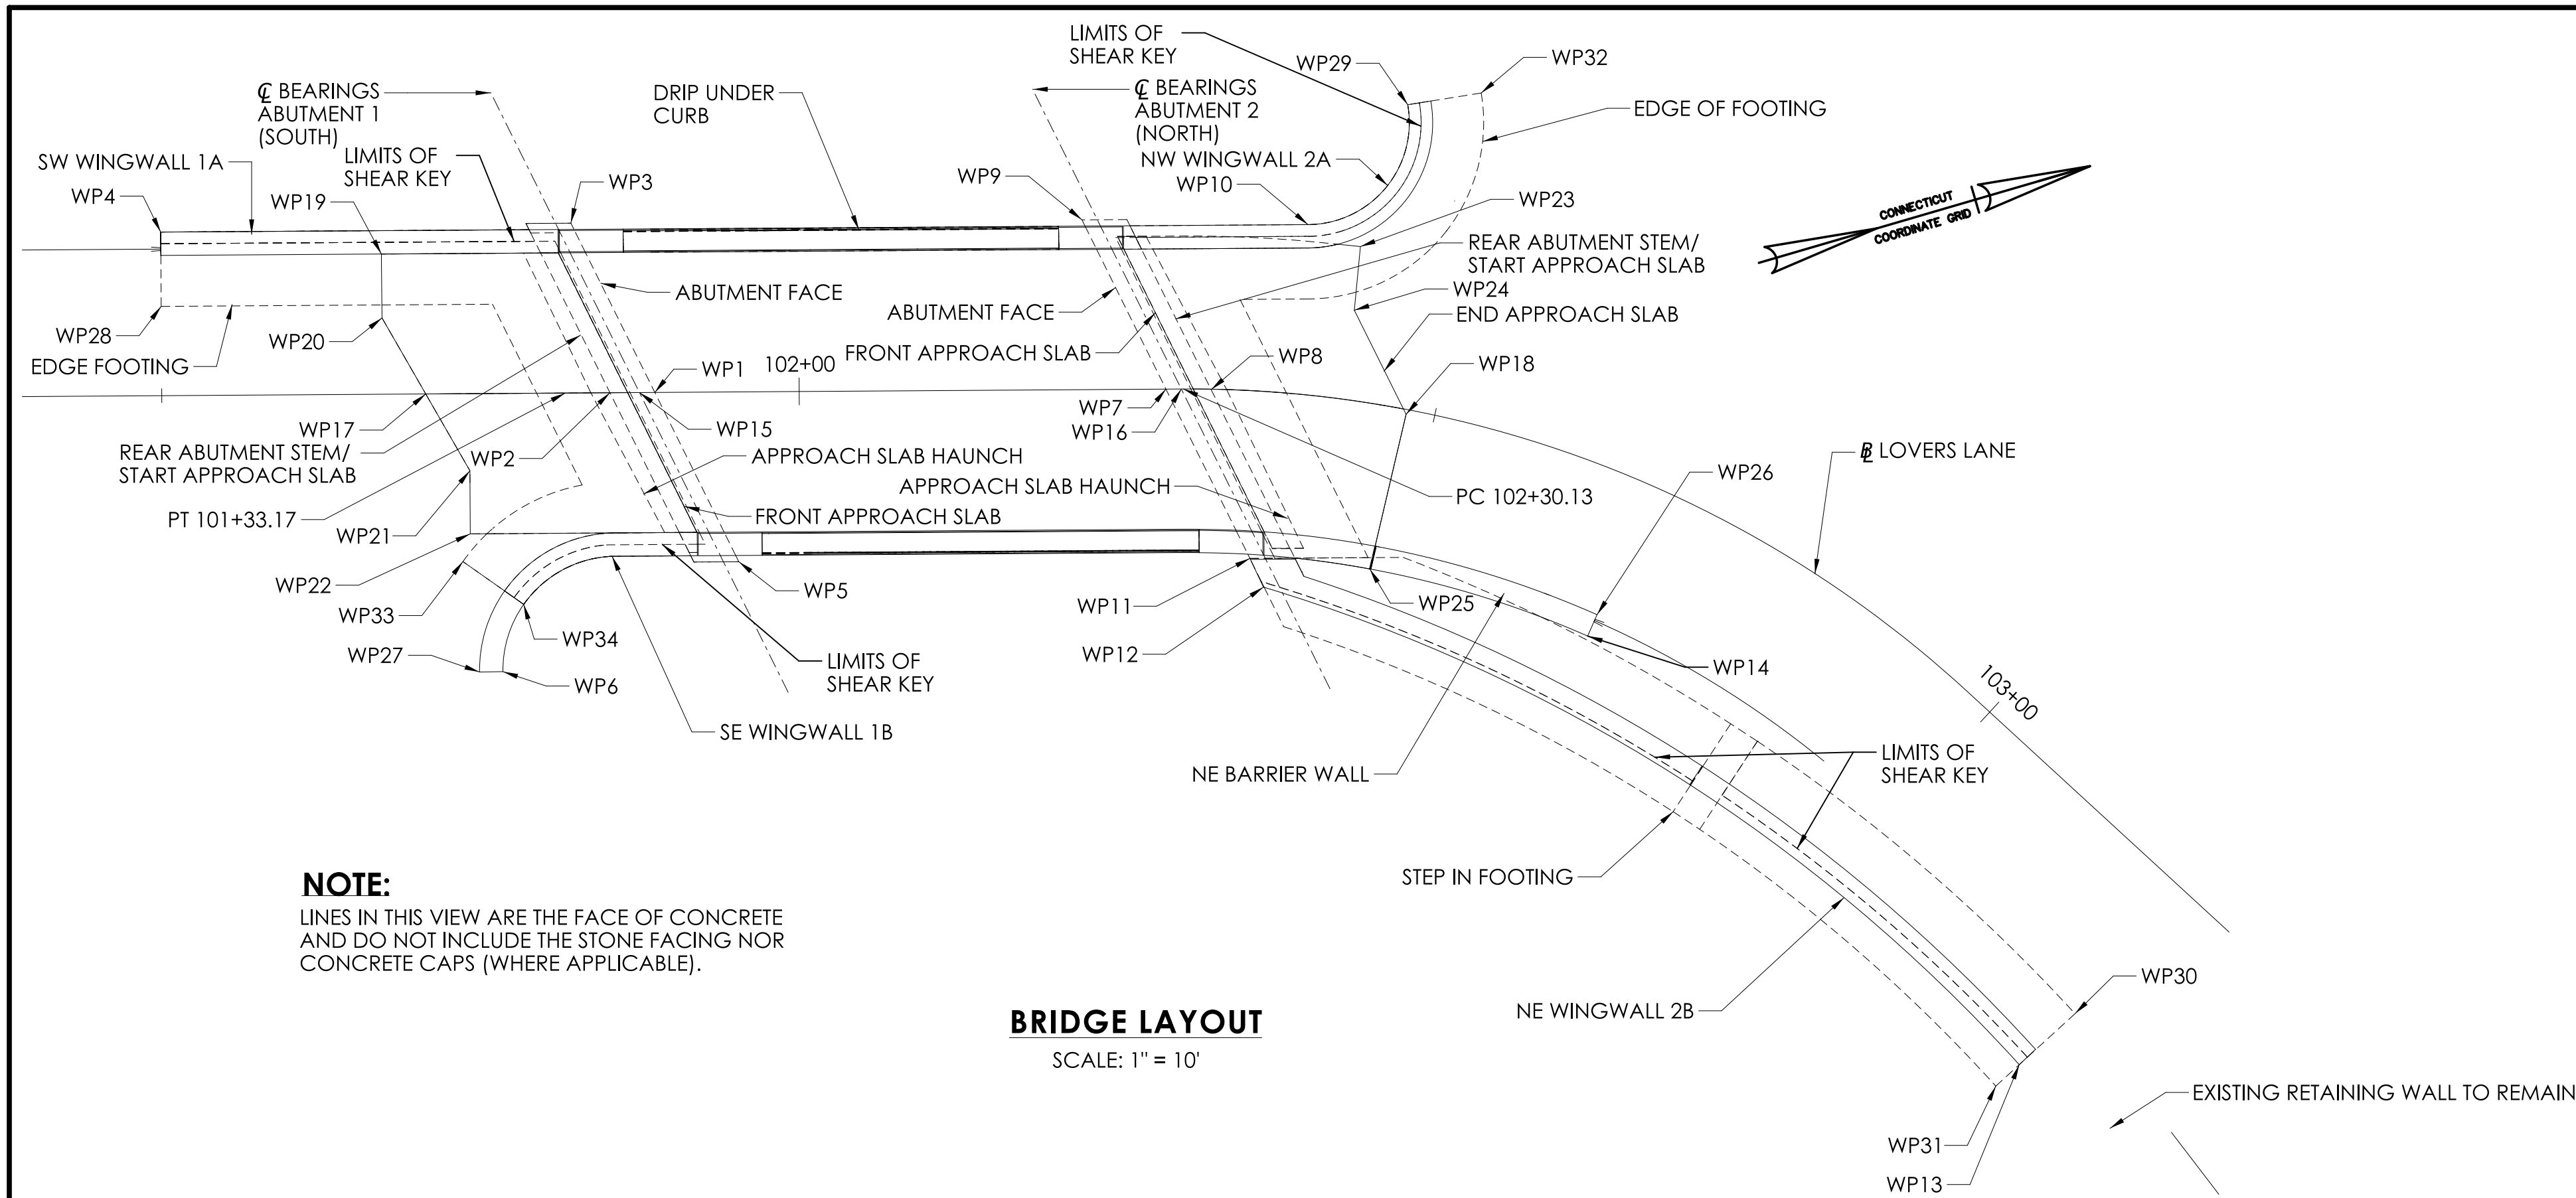 LIMITS OF
SHEAR KEY
WP29
WP32
℄ BEARINGS
ABUTMENT 1
(SOUTH)
DRIP UNDER
CURB
℄ BEARINGS
ABUTMENT 2
(NORTH)
EDGE OF FOOTING
SW WINGWALL 1A
LIMITS OF
SHEAR KEY
NW WINGWALL 2A
WP4
WP19
WP3
WP9
WP10
WP23
CONNECTICUT
COORDINATE GRID
REAR ABUTMENT STEM/
START APPROACH SLAB
ABUTMENT FACE
WP24
ABUTMENT FACE
END APPROACH SLAB
WP28
WP20
EDGE FOOTING
FRONT APPROACH SLAB
WP1
102+00
WP8
WP18
WP7
WP17
WP15
WP16
REAR ABUTMENT STEM/
START APPROACH SLAB
WP2
APPROACH SLAB HAUNCH
℄ LOVERS LANE
WP26
APPROACH SLAB HAUNCH
PC 102+30.13
PT 101+33.17
FRONT APPROACH SLAB
WP21
WP22
WP5
WP11
WP25
WP33
WP34
WP27
WP12
LIMITS OF
SHEAR KEY
WP14
WP6
103+00
SE WINGWALL 1B
NE BARRIER WALL
LIMITS OF
SHEAR KEY
STEP IN FOOTING
NOTE:
LINES IN THIS VIEW ARE THE FACE OF CONCRETE
AND DO NOT INCLUDE THE STONE FACING NOR
CONCRETE CAPS (WHERE APPLICABLE).
WP30
NE WINGWALL 2B
BRIDGE LAYOUT
SCALE: 1" = 10'
EXISTING RETAINING WALL TO REMAIN
WP31
WP13